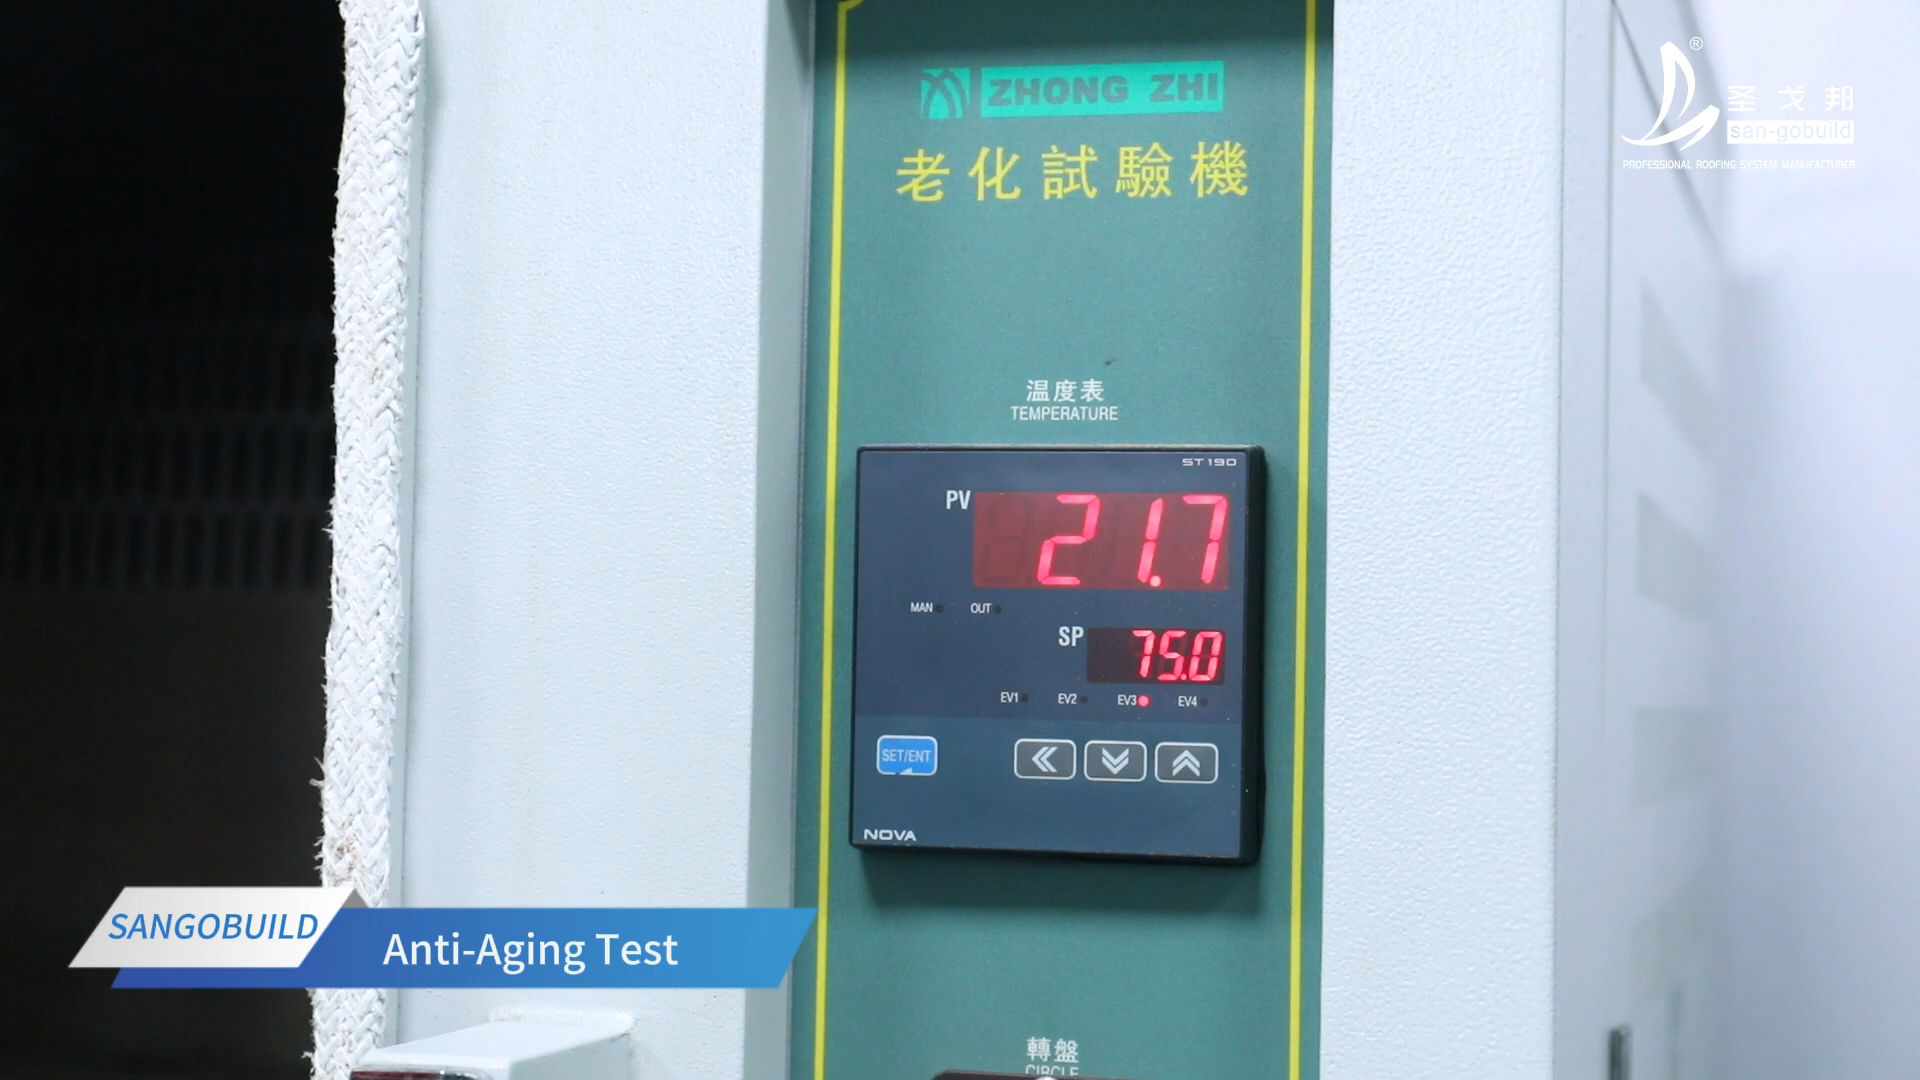 ZHONG ZHI
老化試驗機
®
圣戈邦
san-gobuild
PROFESSIONAL ROOFING SYSTEM MANUFACTURER
温度表
TEMPERATURE
ST190
PV 21.7
MAN OUT
SP 75.0
EV1 EV2 EV3 EV4
SET/ENT
NOVA
SANGOBUILD
Anti-Aging Test
轉盤
CIRCLE